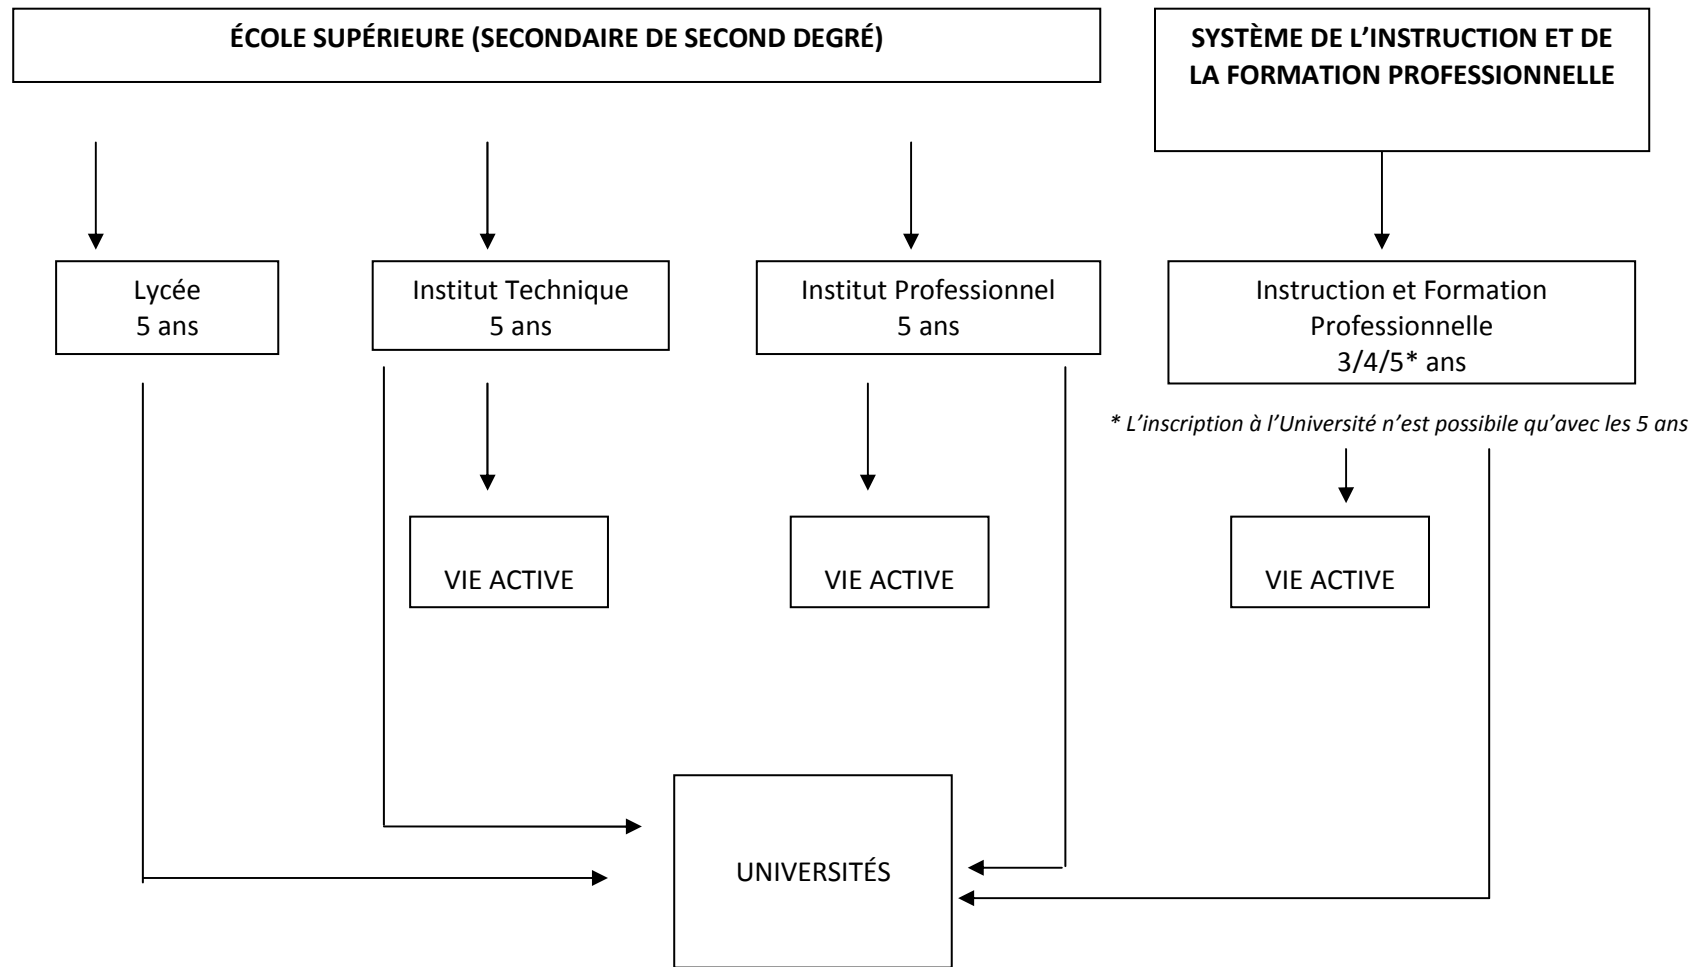 ÉCOLE SUPÉRIEURE (SECONDAIRE DE SECOND DEGRÉ)
SYSTÈME DE L’INSTRUCTION ET DE
LA FORMATION PROFESSIONNELLE
Lycée
5 ans
Institut Technique
5 ans
Institut Professionnel
5 ans
Instruction et Formation
Professionnelle
3/4/5* ans
* L’inscription à l’Université n’est possibile qu’avec les 5 ans
VIE ACTIVE
VIE ACTIVE
VIE ACTIVE
UNIVERSITÉS